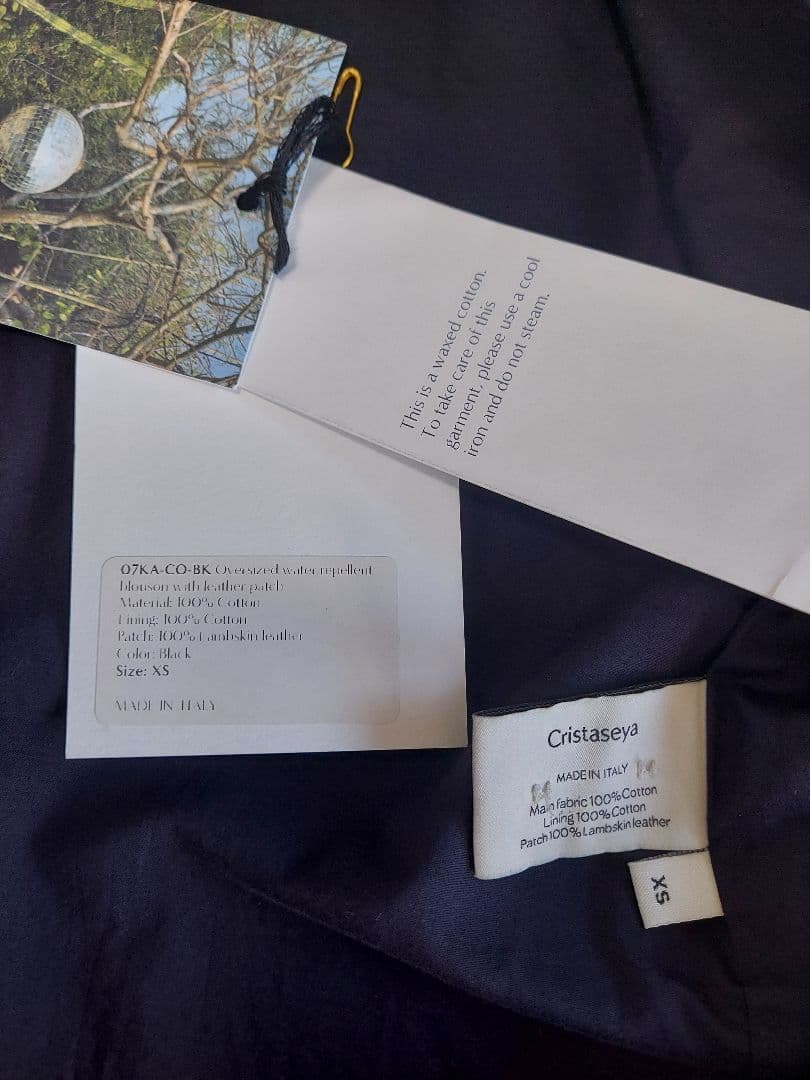 This is a waxed cotton.
To take care of this
garment, please use a cool
iron and do not steam.
07KA-CO-BK Oversized water repellent
blouson with leather patch
Material: 100% Cotton
Lining: 100% Cotton
Patch: 100% Lambskin leather
Color: Black
Size: XS
MADE IN ITALY
Cristaseya
MADE IN ITALY
Main fabric 100% Cotton
Lining 100% Cotton
Patch 100% Lambskin leather
XS